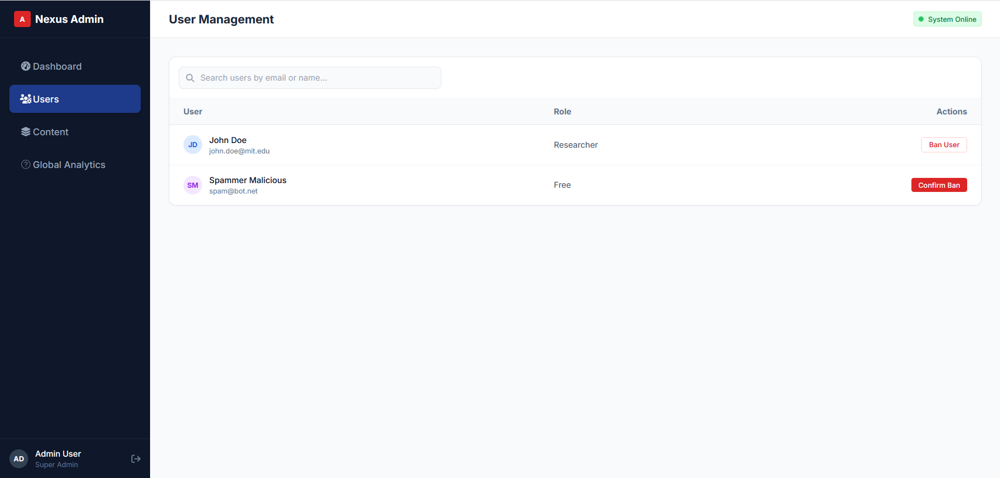 A Nexus Admin
User Management
System Online
Dashboard
Users
Content
Global Analytics
Search users by email or name...
User Role Actions
JD John Doe Researcher Ban User
john.doe@mit.edu
SM Spammer Malicious Free Confirm Ban
spam@bot.net
AD Admin User
Super Admin